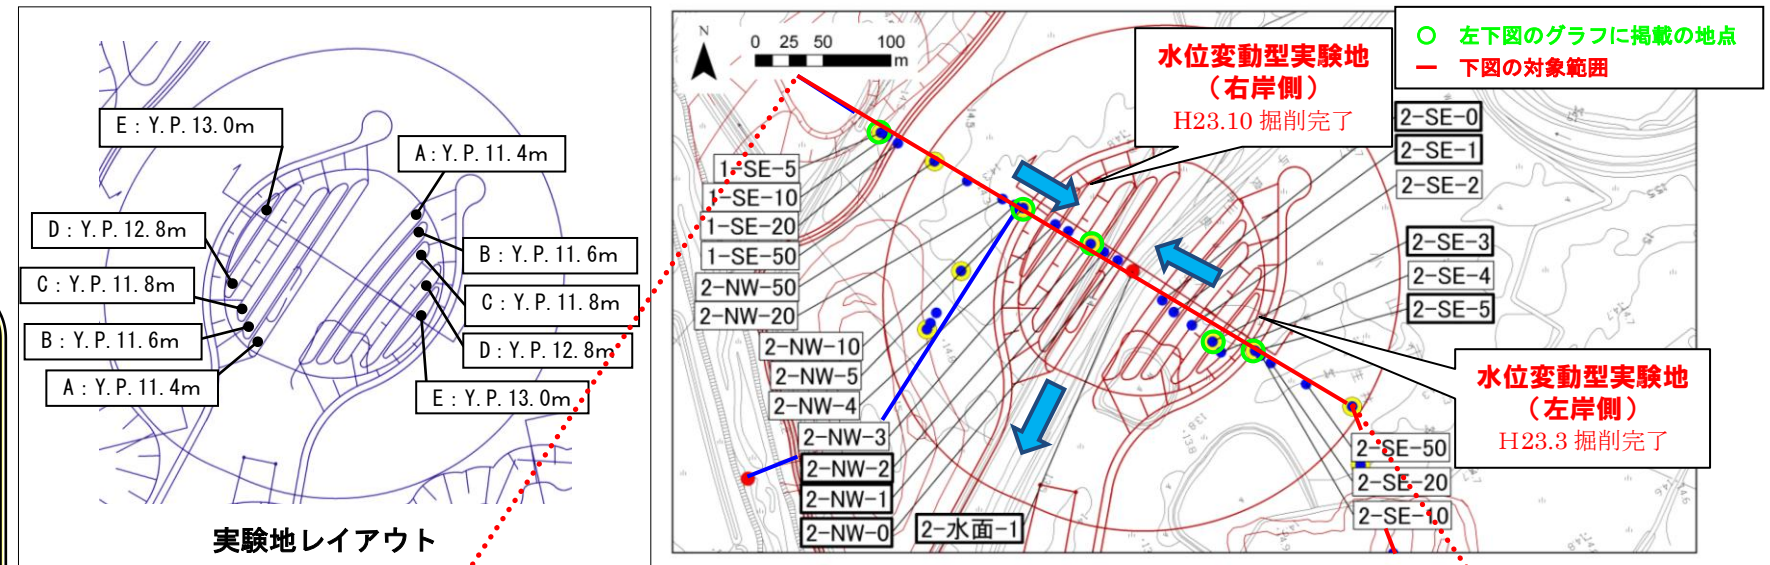 E：Y.P.13.0m
A：Y.P.11.4m
D：Y.P.12.8m
B：Y.P.11.6m
C：Y.P.11.8m
C：Y.P.11.8m
B：Y.P.11.6m
D：Y.P.12.8m
A：Y.P.11.4m
E：Y.P.13.0m
実験地レイアウト
N
0 25 50 100
m
水位変動型実験地
（右岸側）
H23.10 掘削完了
左下図のグラフに掲載の地点
下図の対象範囲
1-SE-5
1-SE-10
1-SE-20
1-SE-50
2-NW-50
2-NW-20
2-NW-10
2-NW-5
2-NW-4
2-NW-3
2-NW-2
2-NW-1
2-NW-0
2-水面-1
2-SE-0
2-SE-1
2-SE-2
2-SE-3
2-SE-4
2-SE-5
水位変動型実験地
（左岸側）
H23.3 掘削完了
2-SE-50
2-SE-20
2-SE-10